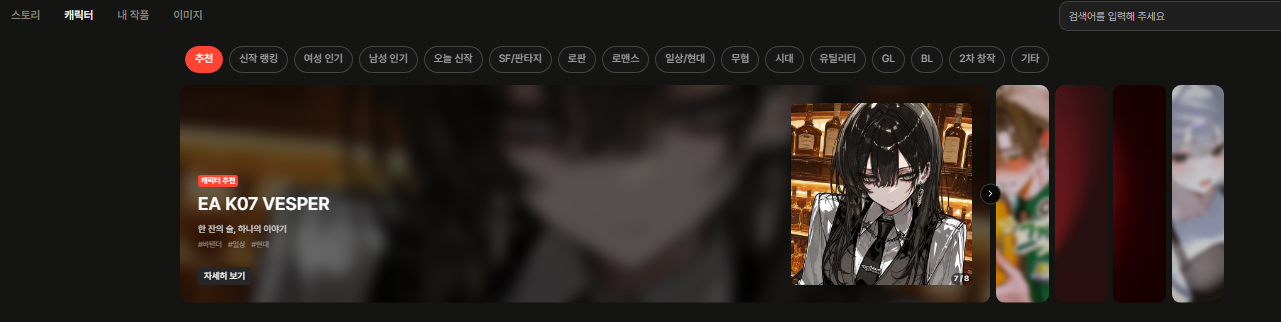 스토리 캐릭터 내 작품 이미지
검색어를 입력해 주세요
추천 신작 랭킹 여성 인기 남성 인기 오늘 신작 SF/판타지 로판 로맨스 일상/현대 무협 시대 유틸리티 GL BL 2차 창작 기타
캐릭터 추천
EA K07 VESPER
한 잔의 술, 하나의 이야기
#바텐더 #일상 #현대
자세히 보기
7 / 8